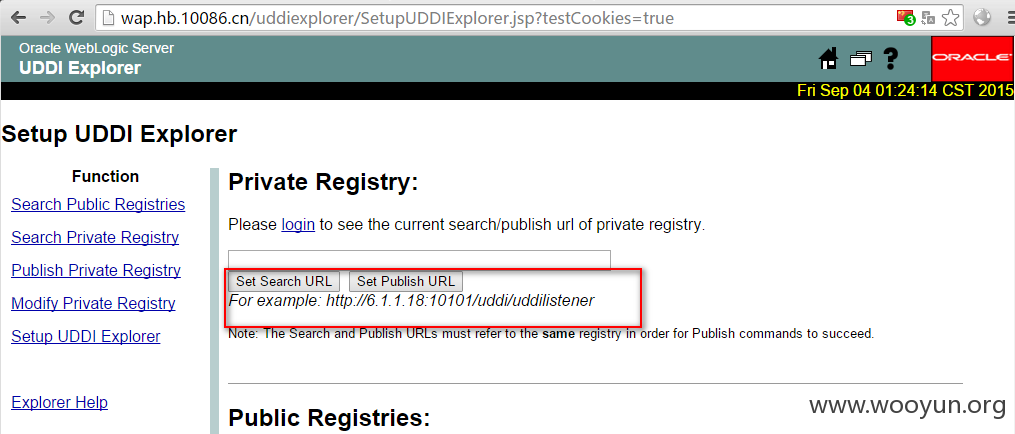 wap.hb.10086.cn/uddiexplorer/SetupUDDIExplorer.jsp?testCookies=true
3
Oracle WebLogic Server
UDDI Explorer
?
ORACLE
Fri Sep 04 01:24:14 CST 2015
Setup UDDI Explorer
Function
Search Public Registries
Search Private Registry
Publish Private Registry
Modify Private Registry
Setup UDDI Explorer
Explorer Help
Private Registry:
Please login to see the current search/publish url of private registry.
Set Search URL Set Publish URL
For example: http://6.1.1.18:10101/uddi/uddilistener
Note: The Search and Publish URLs must refer to the same registry in order for Publish commands to succeed.
Public Registries:
www.wooyun.org